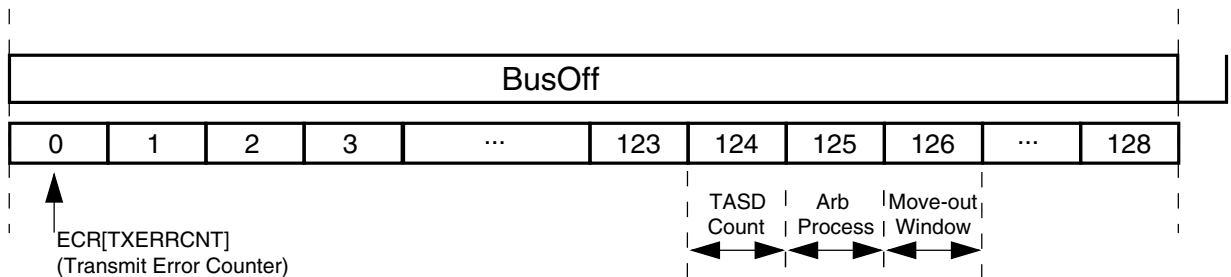 BusOff
0 1 2 3 ... 123 124 125 126 ... 128
TASD Count
Arb Process
Move-out Window
ECR[TXERRCNT]
(Transmit Error Counter)